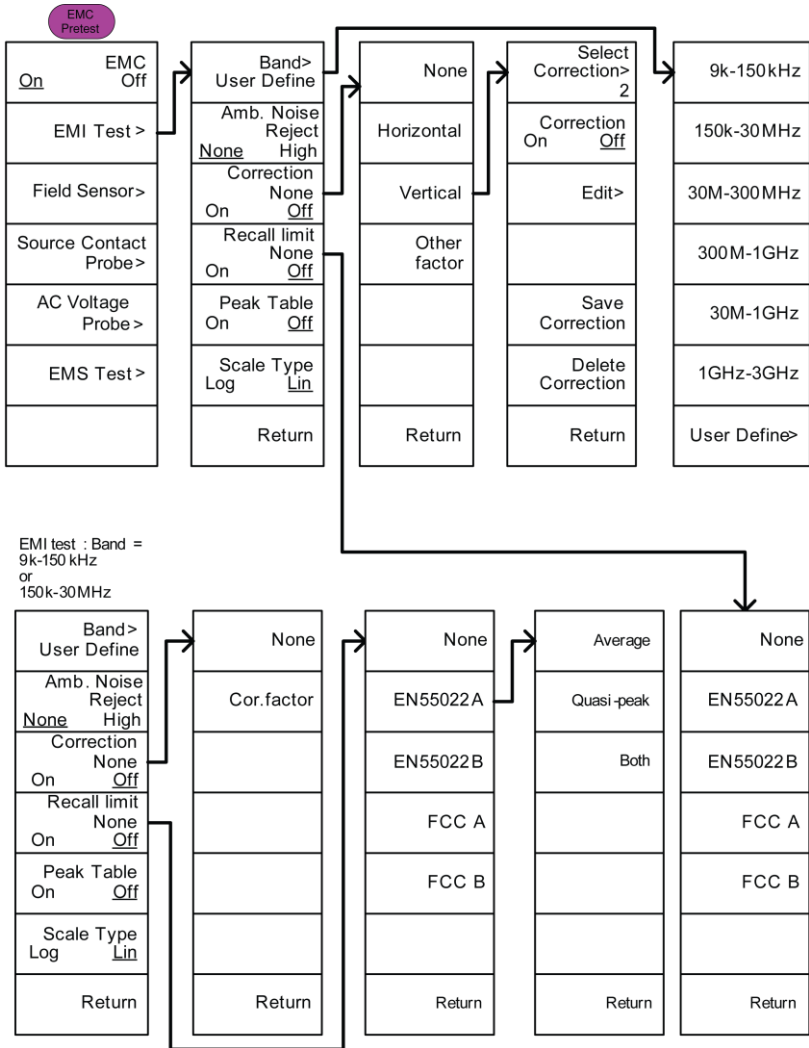 EMC
Pretest
EMC
On Off
EMI Test >
Field Sensor>
Source Contact
Probe>
AC Voltage
Probe >
EMS Test >
Band>
User Define
Amb. Noise
Reject
None High
Correction
None
On Off
Recall limit
None
On Off
Peak Table
On Off
Scale Type
Log Lin
Return
None
Horizontal
Vertical
Other
factor
Return
Select
Correction>
2
Correction
On Off
Edit>
Save
Correction
Delete
Correction
Return
9k-150kHz
150k-30MHz
30M-300MHz
300M-1GHz
30M-1GHz
1GHz-3GHz
User Define>
EMI test : Band =
9k-150 kHz
or
150k-30MHz
Band>
User Define
Amb. Noise
Reject
None High
Correction
None
On Off
Recall limit
None
On Off
Peak Table
On Off
Scale Type
Log Lin
Return
None
Cor.factor
Return
None
EN55022A
EN55022B
FCC A
FCC B
Return
Average
Quasi-peak
Both
Return
None
EN55022A
EN55022B
FCC A
FCC B
Return